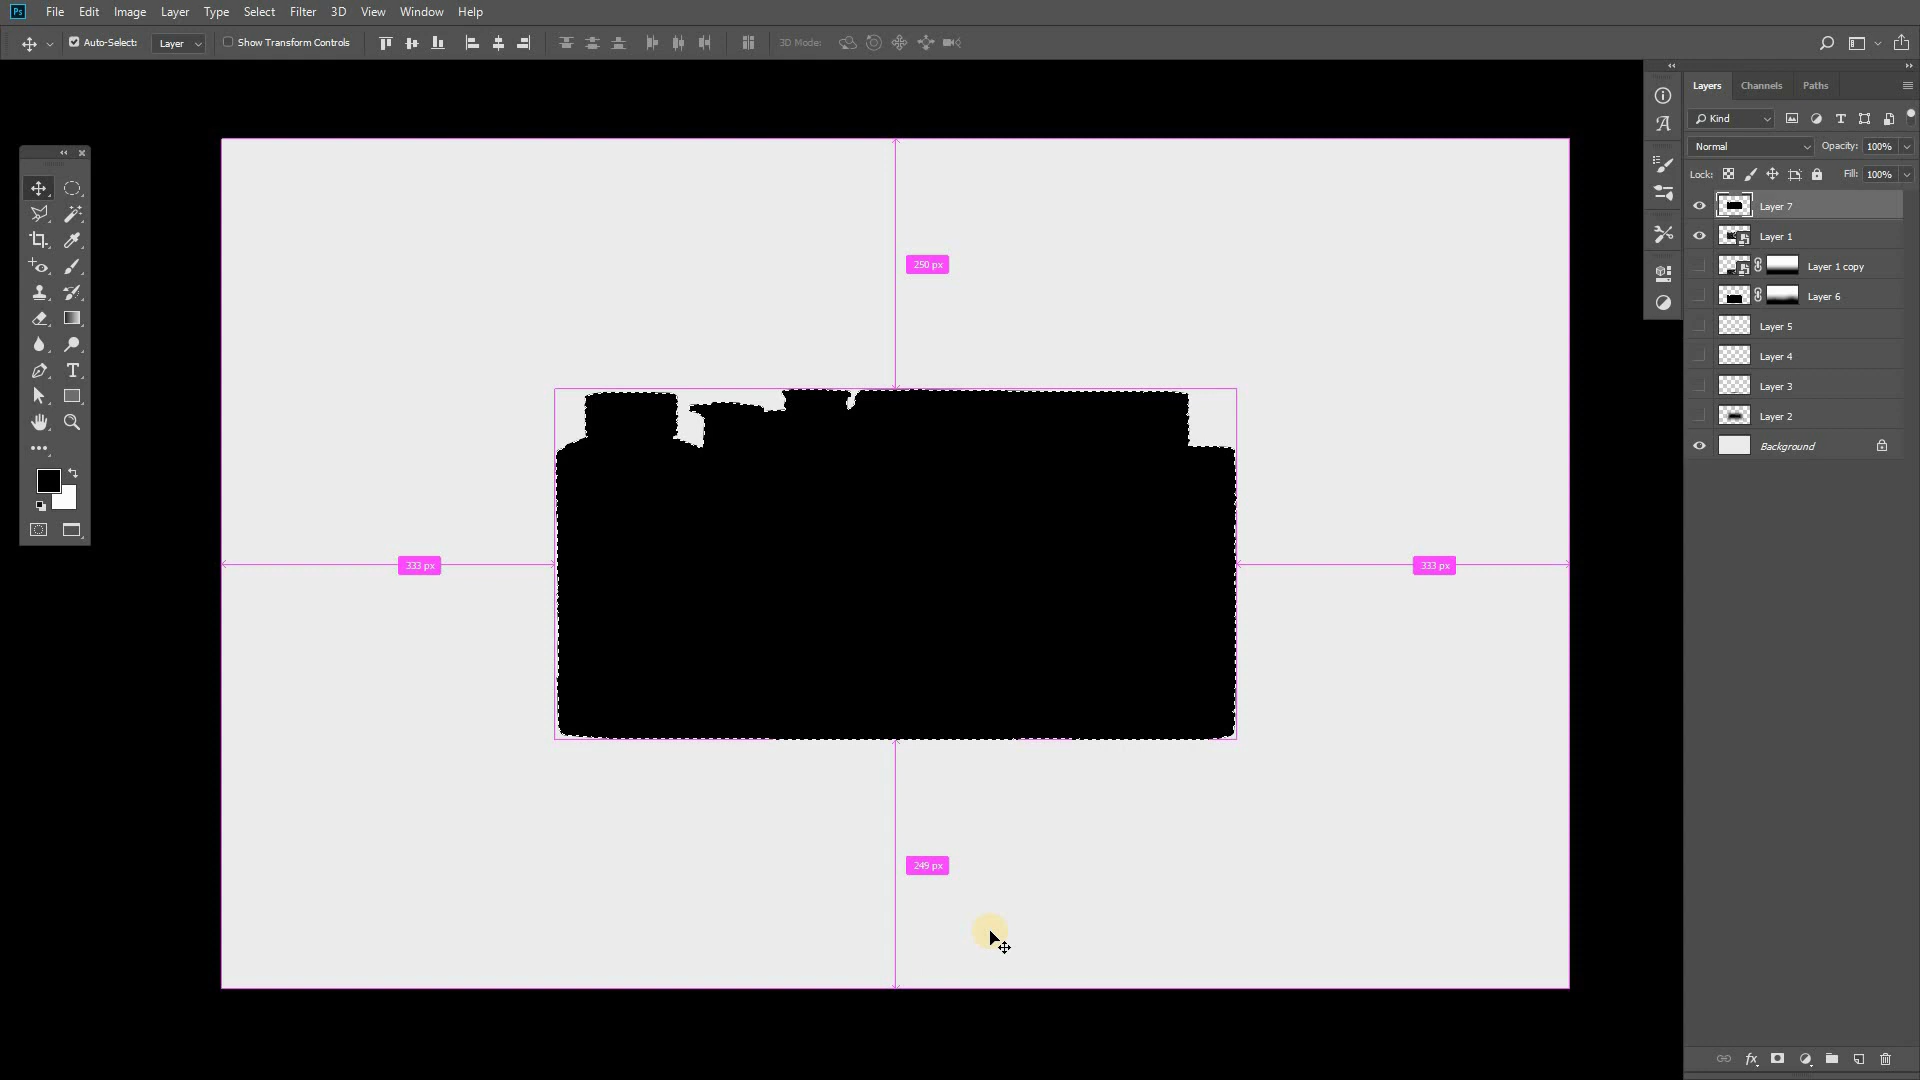 Ps File Edit Image Layer Type Select Filter 3D View Window Help
Auto-Select: Layer Show Transform Controls 3D Mode:
Layers Channels Paths
Kind
Normal Opacity: 100%
Lock: Fill: 100%
Layer 7
Layer 1
Layer 1 copy
Layer 6
Layer 5
Layer 4
Layer 3
Layer 2
Background
250 px
333 px
333 px
249 px
fx